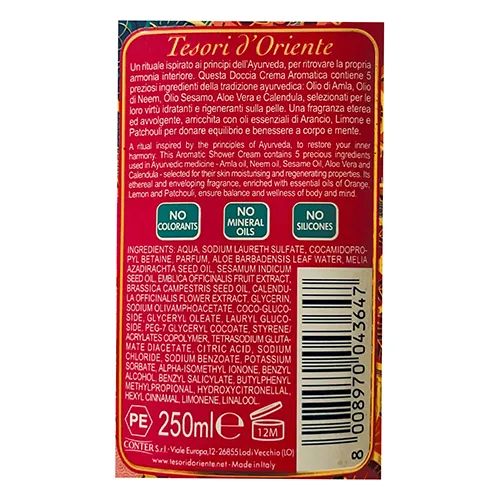 Tesori d'Oriente
Un rituale ispirato ai principi dell'Ayurveda, per ritrovare la propria
armonia interiore. Questa Doccia Crema Aromatica contiene 5
preziosi ingredienti della tradizione ayurvedica: Olio di Amla, Olio
di Neem, Olio Sesamo, Aloe Vera e Calendula, selezionati per le
loro virtù idratanti e rigeneranti sulla pelle. Una fragranza eterea
ed avvolgente, arricchita con oli essenziali di Arancio, Limone e
Patchouli per donare equilibrio e benessere a corpo e mente.
A ritual inspired by the principles of Ayurveda, to restore your inner
harmony. This Aromatic Shower Cream contains 5 precious ingredients
used in Ayurvedic medicine - Amla oil, Neem oil, Sesame Oil, Aloe Vera and
Calendula - selected for their skin moisturising and regenerating properties. Its
ethereal and enveloping fragrance, enriched with essential oils of Orange,
Lemon and Patchouli, ensure balance and wellness of body and mind.
NO
COLORANTS
NO
MINERAL
OILS
NO
SILICONES
INGREDIENTS: AQUA, SODIUM LAURETH SULFATE, COCAMIDOPRO-
PYL BETAINE, PARFUM, ALOE BARBADENSIS LEAF WATER, MELIA
AZADIRACHTA SEED OIL, SESAMUM INDICUM
SEED OIL, EMBLICA OFFICINALIS FRUIT EXTRACT,
BRASSICA CAMPESTRIS SEED OIL, CALENDU-
LA OFFICINALIS FLOWER EXTRACT, GLYCERIN,
SODIUM OLIVAMPHOACETATE, COCO-GLUCO-
SIDE, GLYCERYL OLEATE, LAURYL GLUCO-
SIDE, PEG-7 GLYCERYL COCOATE, STYRENE/
ACRYLATES COPOLYMER, TETRASODIUM GLUTA-
MATE DIACETATE, CITRIC ACID, SODIUM
CHLORIDE, SODIUM BENZOATE, POTASSIUM
SORBATE, ALPHA-ISOMETHYL IONONE, BENZYL
ALCOHOL, BENZYL SALICYLATE, BUTYLPHENYL
METHYLPROPIONAL, HYDROXYCITRONELLAL,
HEXYL CINNAMAL, LIMONENE, LINALOOL.
8 008970 043647
PE
250ml e
12M
CONTER S.r.l - Viale Europa,12 - 26855 Lodi Vecchio (LO)
www.tesoridoriente.net - Made in Italy